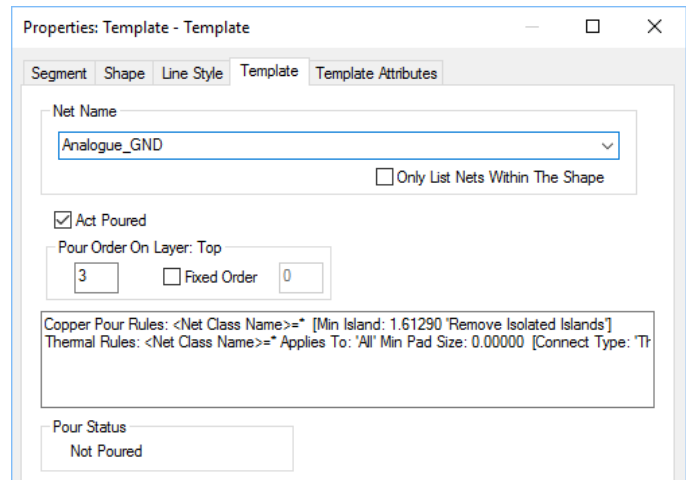 Properties: Template - Template
Segment Shape Line Style Template Template Attributes
Net Name
Analogue_GND
Only List Nets Within The Shape
Act Poured
Pour Order On Layer: Top
3 Fixed Order 0
Copper Pour Rules: <Net Class Name>=* [Min Island: 1.61290 'Remove Isolated Islands']
Thermal Rules: <Net Class Name>=* Applies To: 'All' Min Pad Size: 0.00000 [Connect Type: 'Th
Pour Status
Not Poured